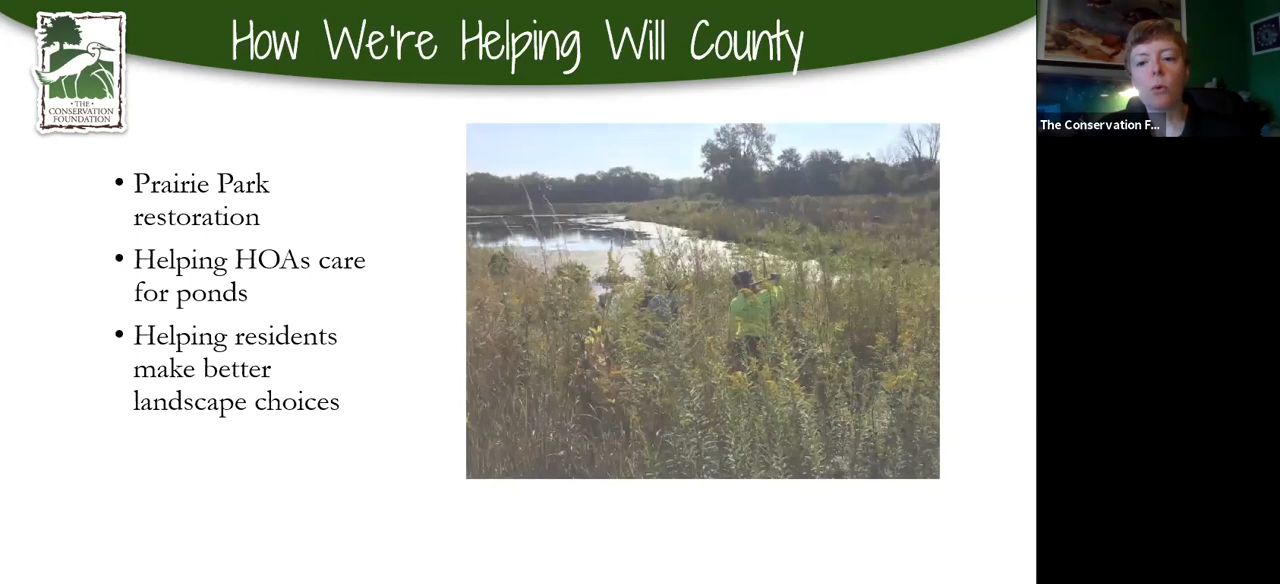 How We're Helping Will County
• THE •
CONSERVATION
FOUNDATION
• Prairie Park
restoration
• Helping HOAs care
for ponds
• Helping residents
make better
landscape choices
The Conservation F...